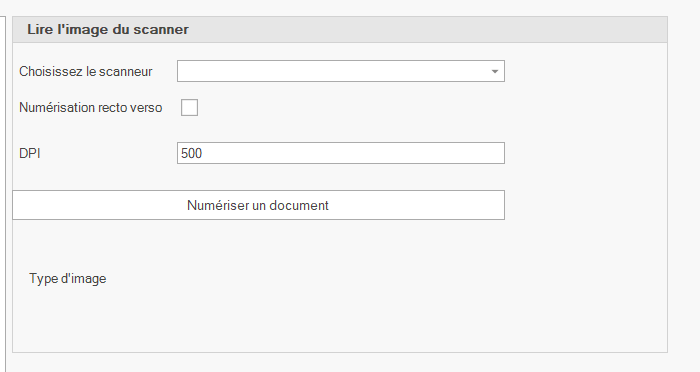 Lire l'image du scanner
Choisissez le scanneur
Numérisation recto verso
DPI 500
Numériser un document
Type d'image